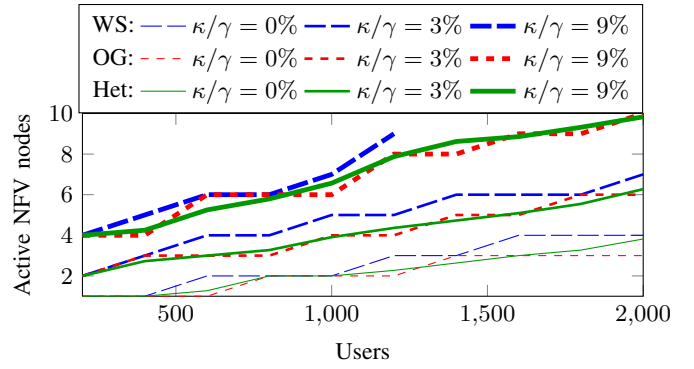 WS: κ/γ = 0% κ/γ = 3% κ/γ = 9%
OG: κ/γ = 0% κ/γ = 3% κ/γ = 9%
Het: κ/γ = 0% κ/γ = 3% κ/γ = 9%
10
8
6
4
2
Active NFV nodes
500 1,000 1,500 2,000
Users